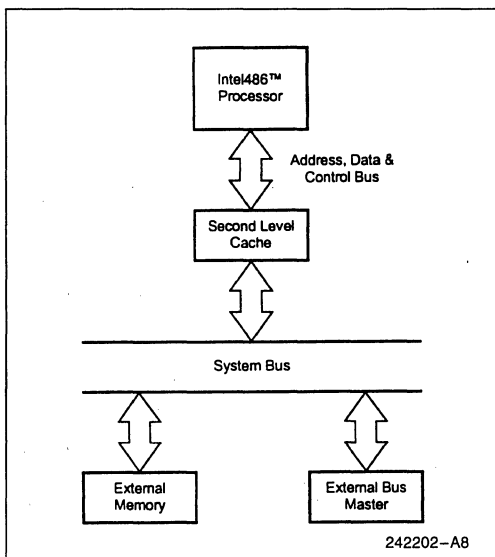 Intel486™
Processor
Address, Data &
Control Bus
Second Level
Cache
System Bus
External
Memory
External Bus
Master
242202–A8